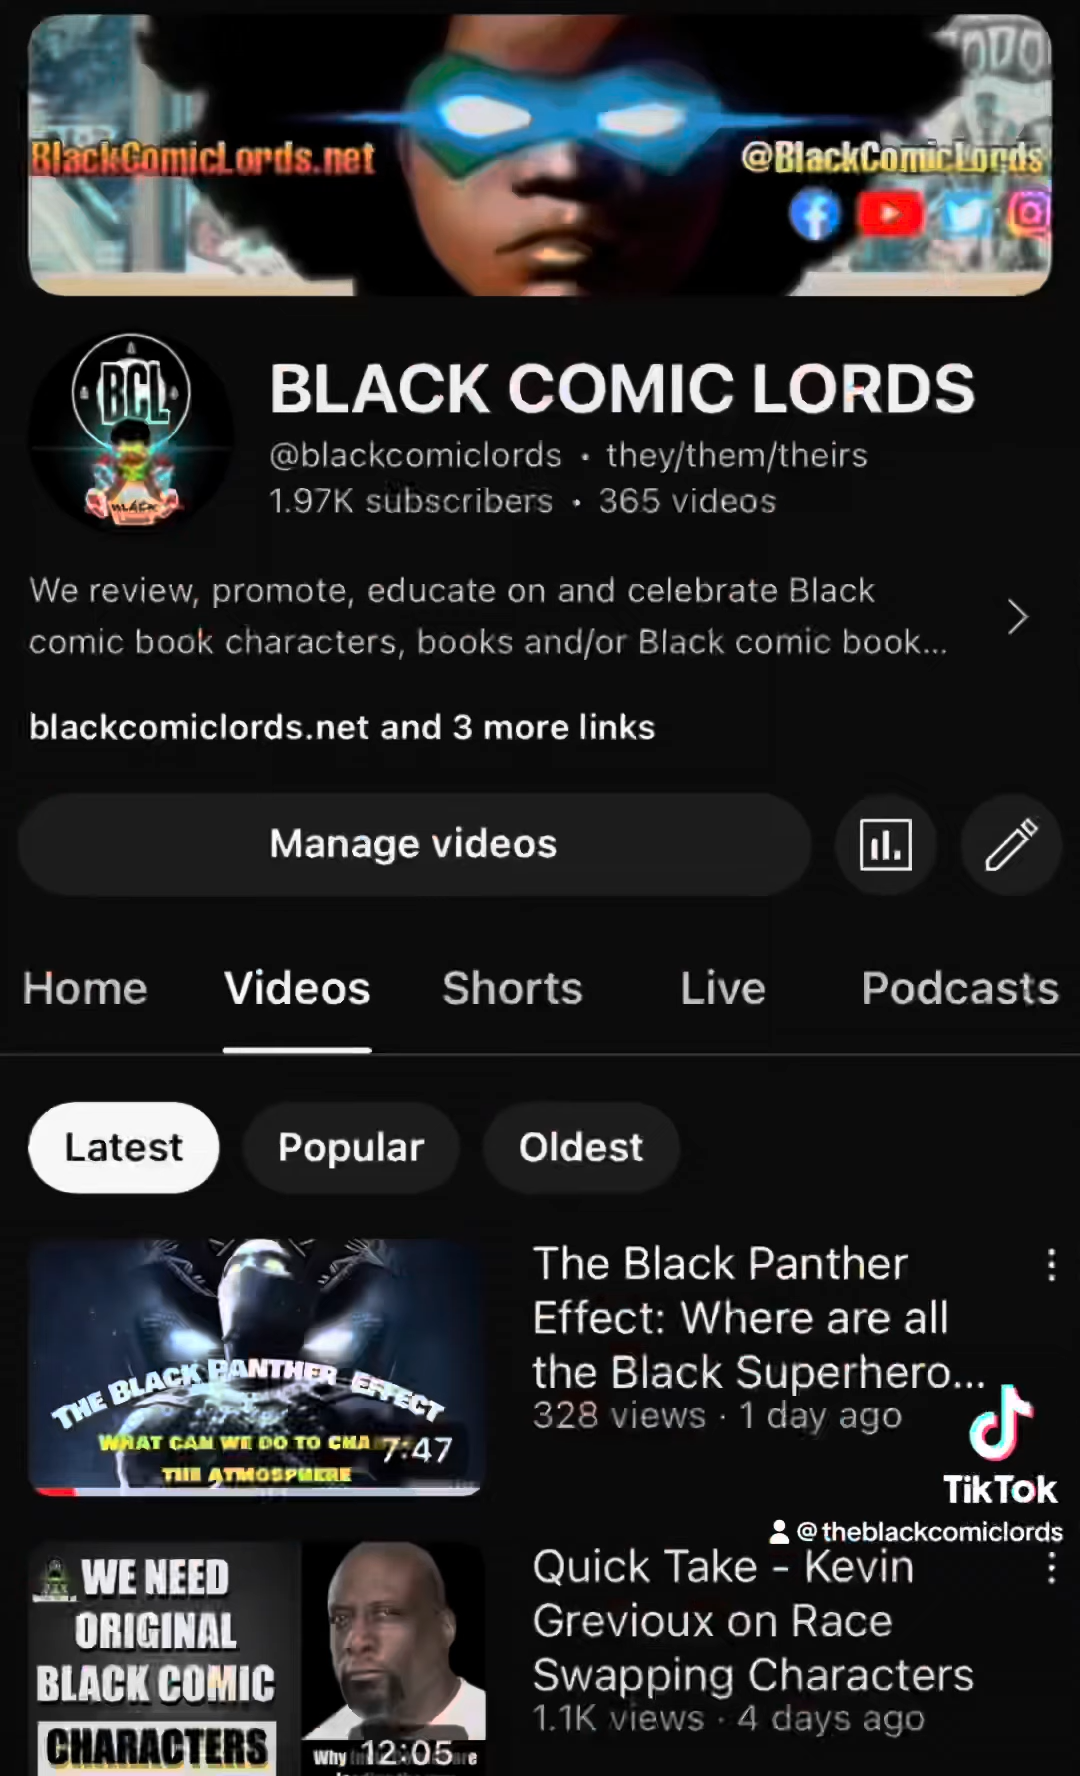 BlackComicLords.net
@BlackComicLords
BCL
BLACK
BLACK COMIC LORDS
@blackcomiclords • they/them/theirs
1.97K subscribers • 365 videos
We review, promote, educate on and celebrate Black
comic book characters, books and/or Black comic book...
blackcomiclords.net and 3 more links
Manage videos
Home Videos Shorts Live Podcasts
Latest Popular Oldest
THE BLACK PANTHER EFFECT
WHAT CAN WE DO TO
THE ATMOSPHERE
7:47
The Black Panther
Effect: Where are all
the Black Superhero...
328 views · 1 day ago
TikTok
@theblackcomiclords
WE NEED
ORIGINAL
BLACK COMIC
CHARACTERS
Why
12:05
Quick Take - Kevin
Grevioux on Race
Swapping Characters
1.1K views · 4 days ago